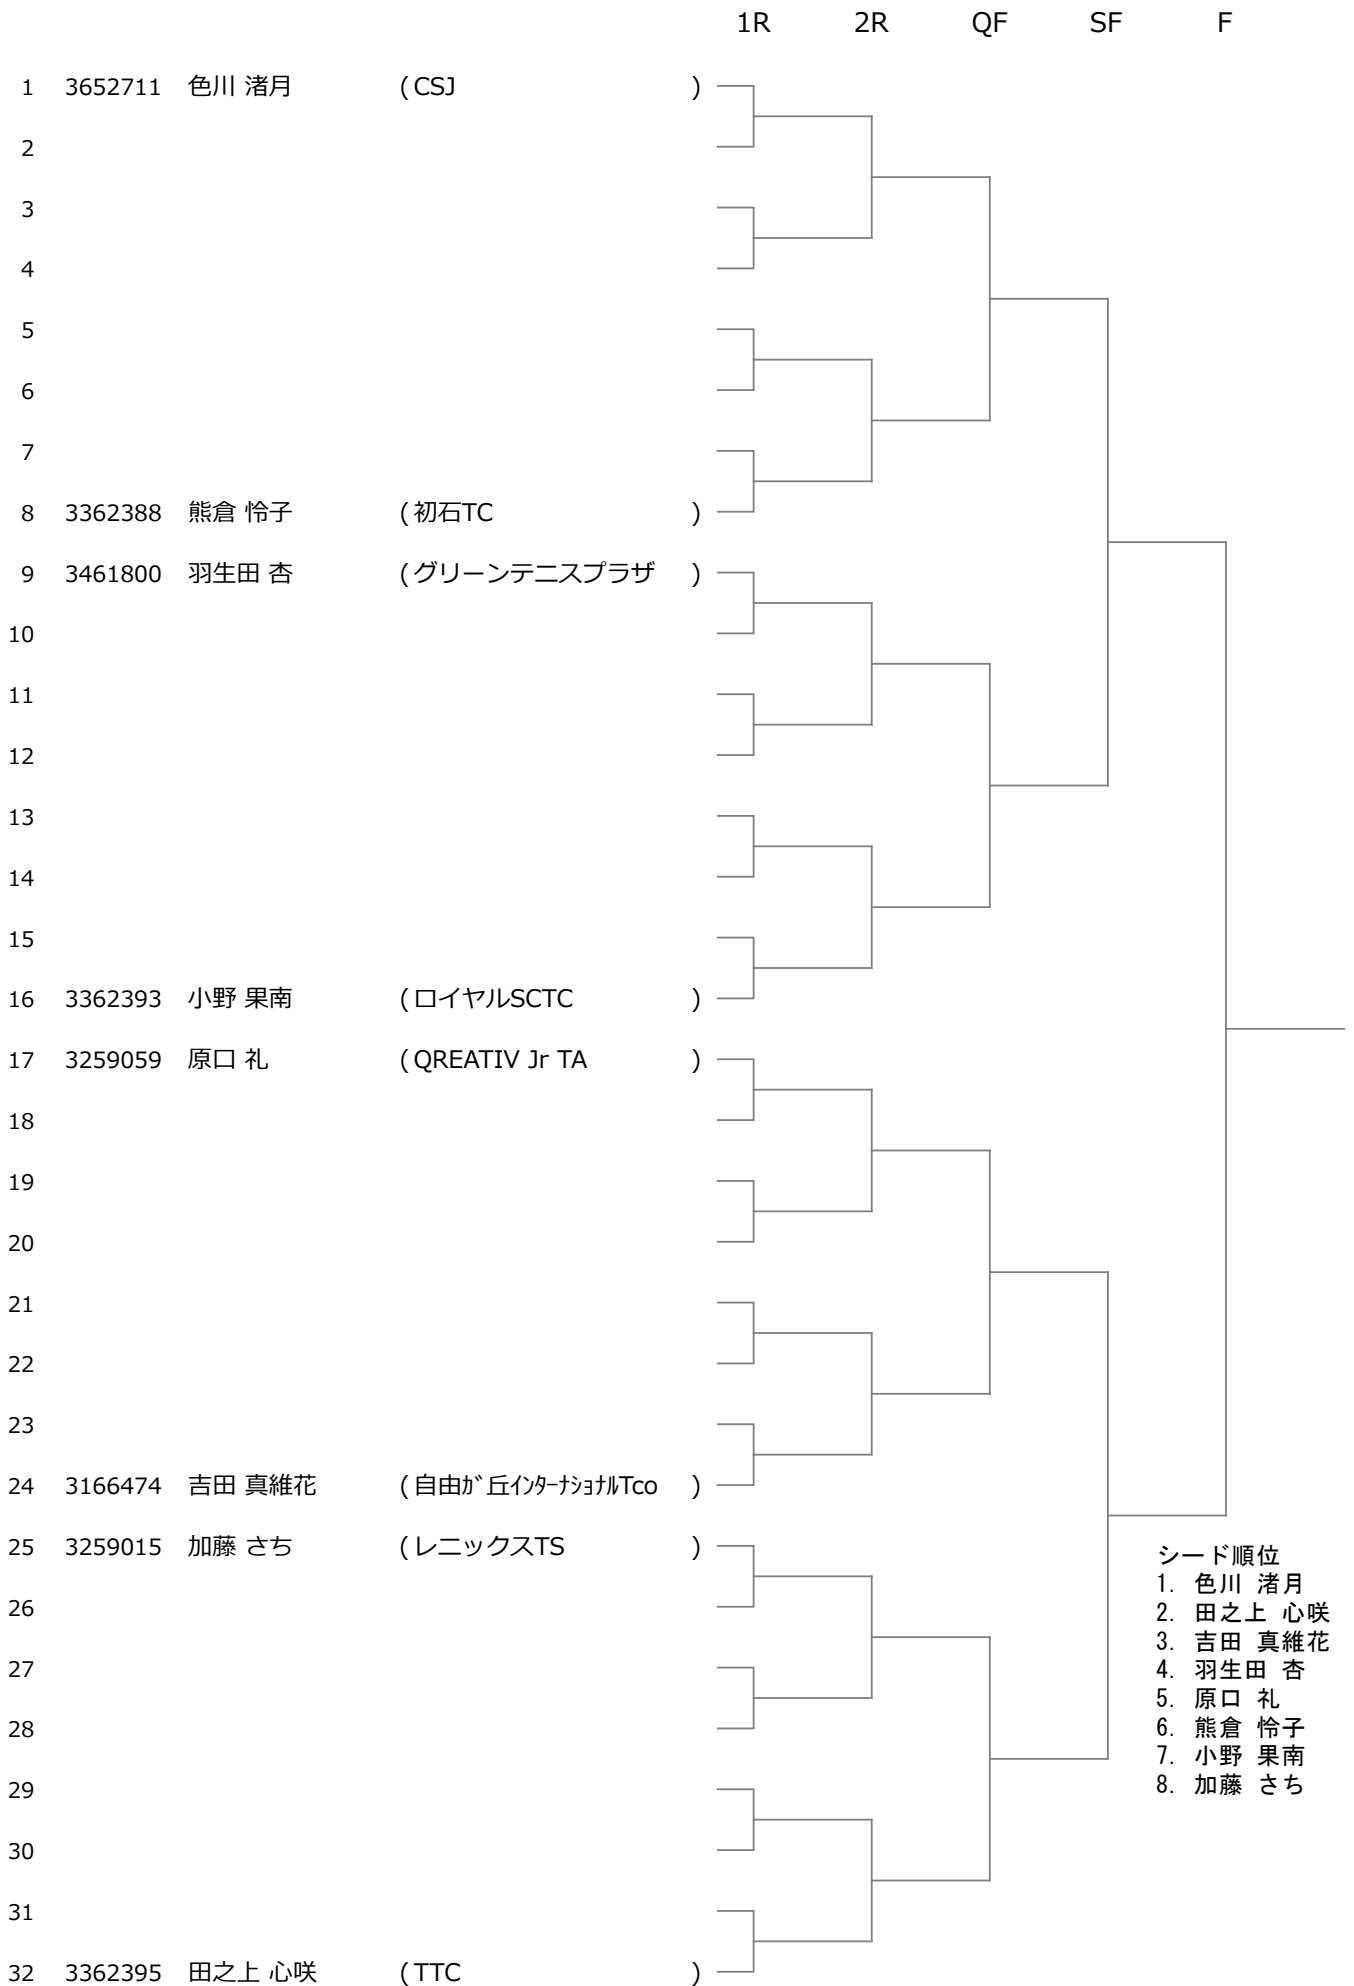 1R 2R QF SF F
1 3652711 色川 渚月 ( CSJ )
2
3
4
5
6
7
8 3362388 熊倉 怜子 ( 初石TC )
9 3461800 羽生田 杏 ( グリーンテニスプラザ )
10
11
12
13
14
15
16 3362393 小野 果南 ( ロイヤルSCTC )
17 3259059 原口 礼 ( QREATIV Jr TA )
18
19
20
21
22
23
24 3166474 吉田 真維花 ( 自由が丘インターナショナルTco )
25 3259015 加藤 さち ( レニックスTS )
26
27
28
29
30
31
32 3362395 田之上 心咲 ( TTC )
シード順位
1. 色川 渚月
2. 田之上 心咲
3. 吉田 真維花
4. 羽生田 杏
5. 原口 礼
6. 熊倉 怜子
7. 小野 果南
8. 加藤 さち